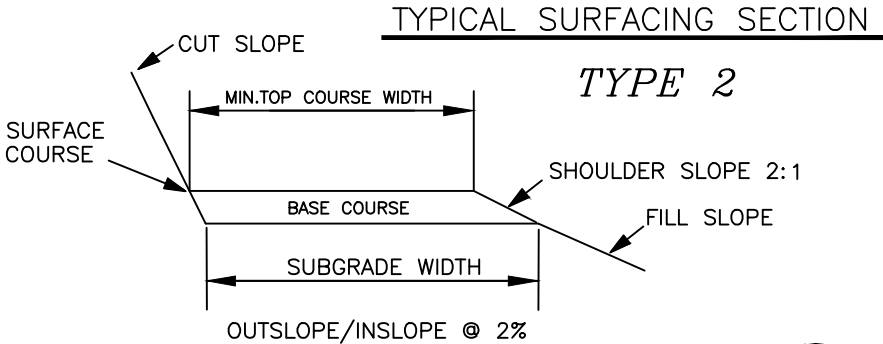 TYPICAL SURFACING SECTION
TYPE 2
CUT SLOPE
MIN.TOP COURSE WIDTH
SURFACE
COURSE
SHOULDER SLOPE 2:1
BASE COURSE
FILL SLOPE
SUBGRADE WIDTH
OUTSLOPE/INSLOPE @ 2%